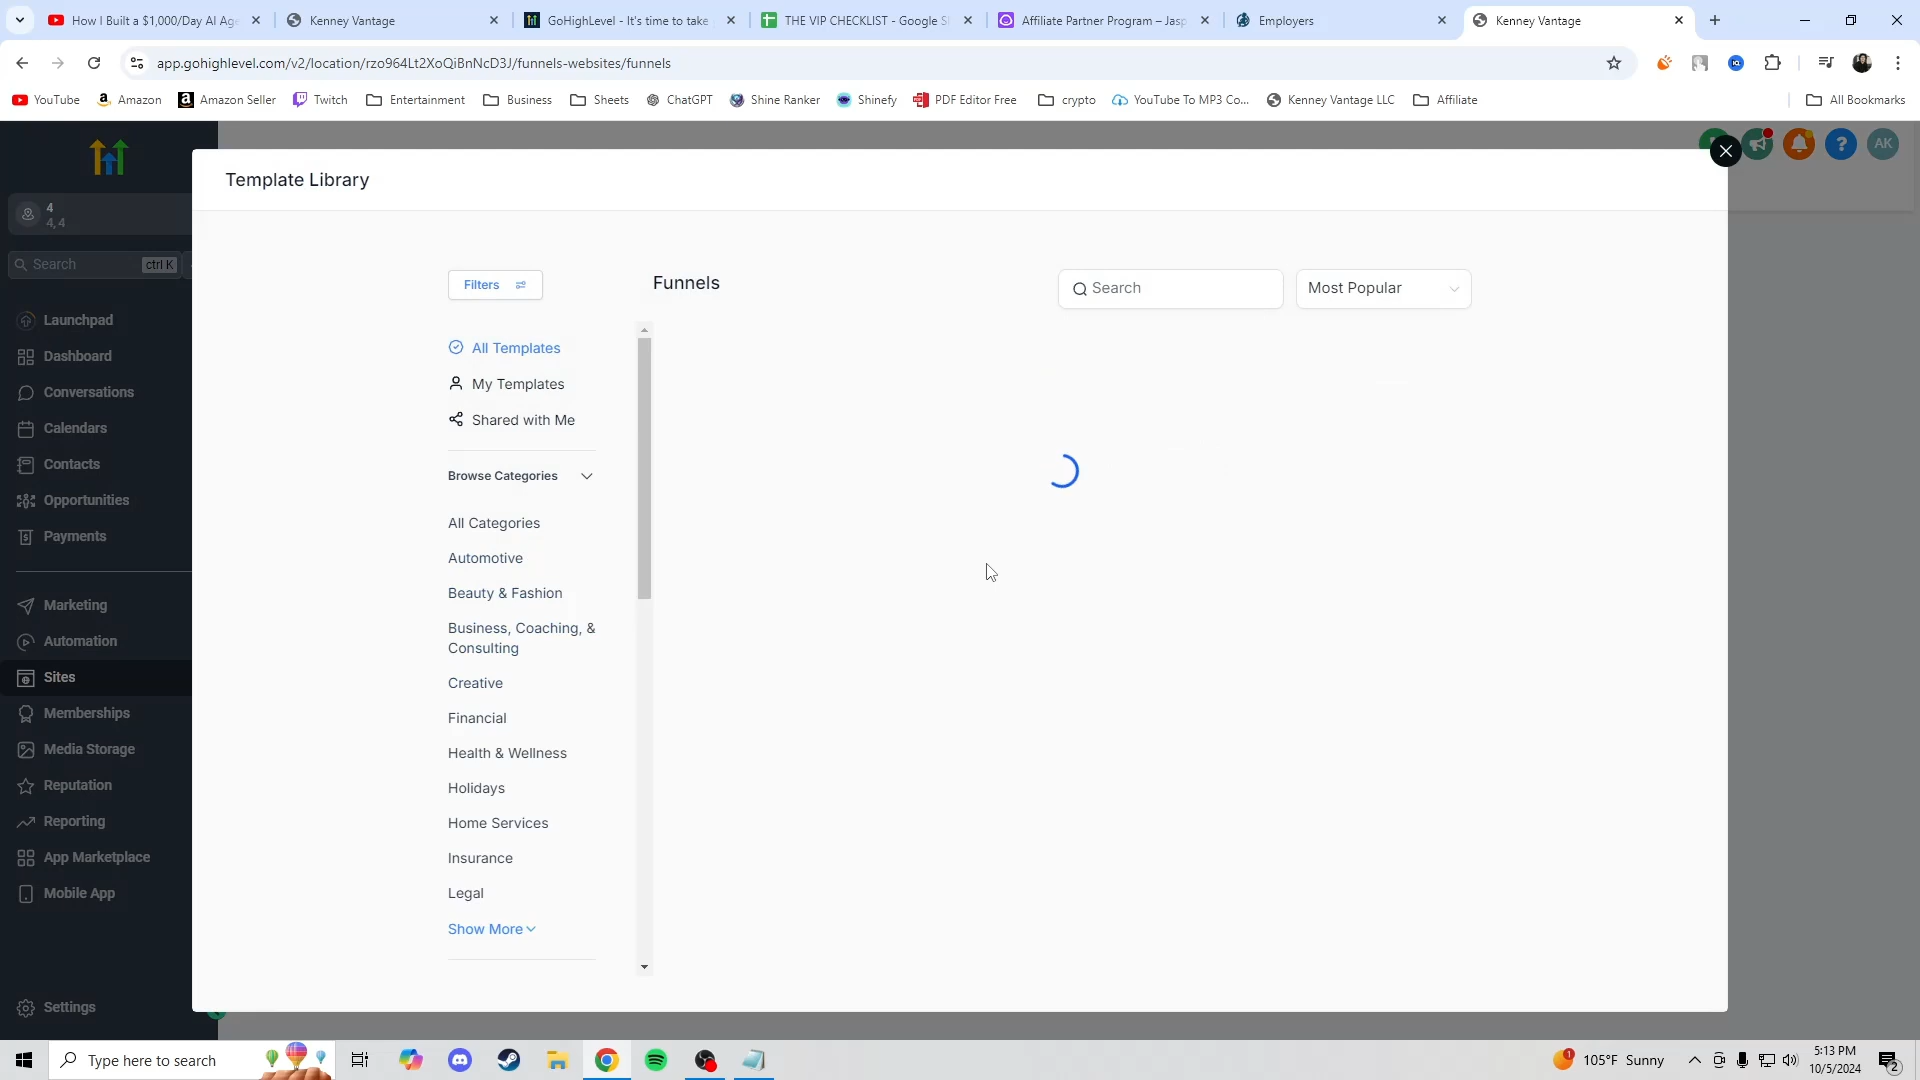 How I Built a $1,000/Day AI Age
Kenney Vantage
GoHighLevel - It's time to take
THE VIP CHECKLIST - Google S
Affiliate Partner Program – Jasp
Employers
Kenney Vantage
app.gohighlevel.com/v2/location/rzo964Lt2XoQiBnNcD3J/funnels-websites/funnels
YouTube
Amazon
Amazon Seller
Twitch
Entertainment
Business
Sheets
ChatGPT
Shine Ranker
Shinefy
PDF Editor Free
crypto
YouTube To MP3 Co...
Kenney Vantage LLC
Affiliate
All Bookmarks
AK
4
4, 4
Search
ctrl K
Launchpad
Dashboard
Conversations
Calendars
Contacts
Opportunities
Payments
Marketing
Automation
Sites
Memberships
Media Storage
Reputation
Reporting
App Marketplace
Mobile App
Settings
Template Library
Filters
Funnels
Search
Most Popular
All Templates
My Templates
Shared with Me
Browse Categories
All Categories
Automotive
Beauty & Fashion
Business, Coaching, &
Consulting
Creative
Financial
Health & Wellness
Holidays
Home Services
Insurance
Legal
Show More
Type here to search
1
105°F Sunny
5:13 PM
10/5/2024
2